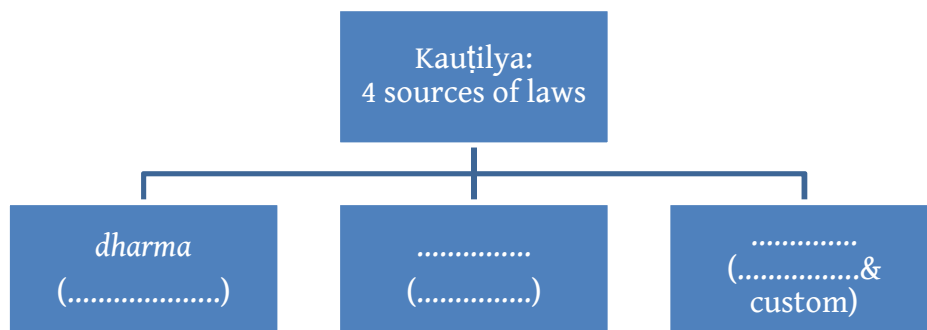 Kauṭilya:
4 sources of laws
dharma
(.....................)
...............
(...............)
..............
(................&
custom)